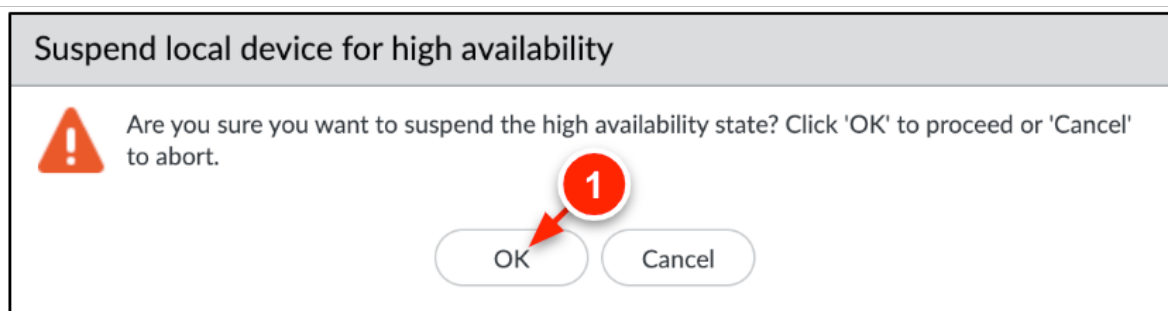 Suspend local device for high availability
Are you sure you want to suspend the high availability state? Click 'OK' to proceed or 'Cancel'
to abort.
1
OK
Cancel